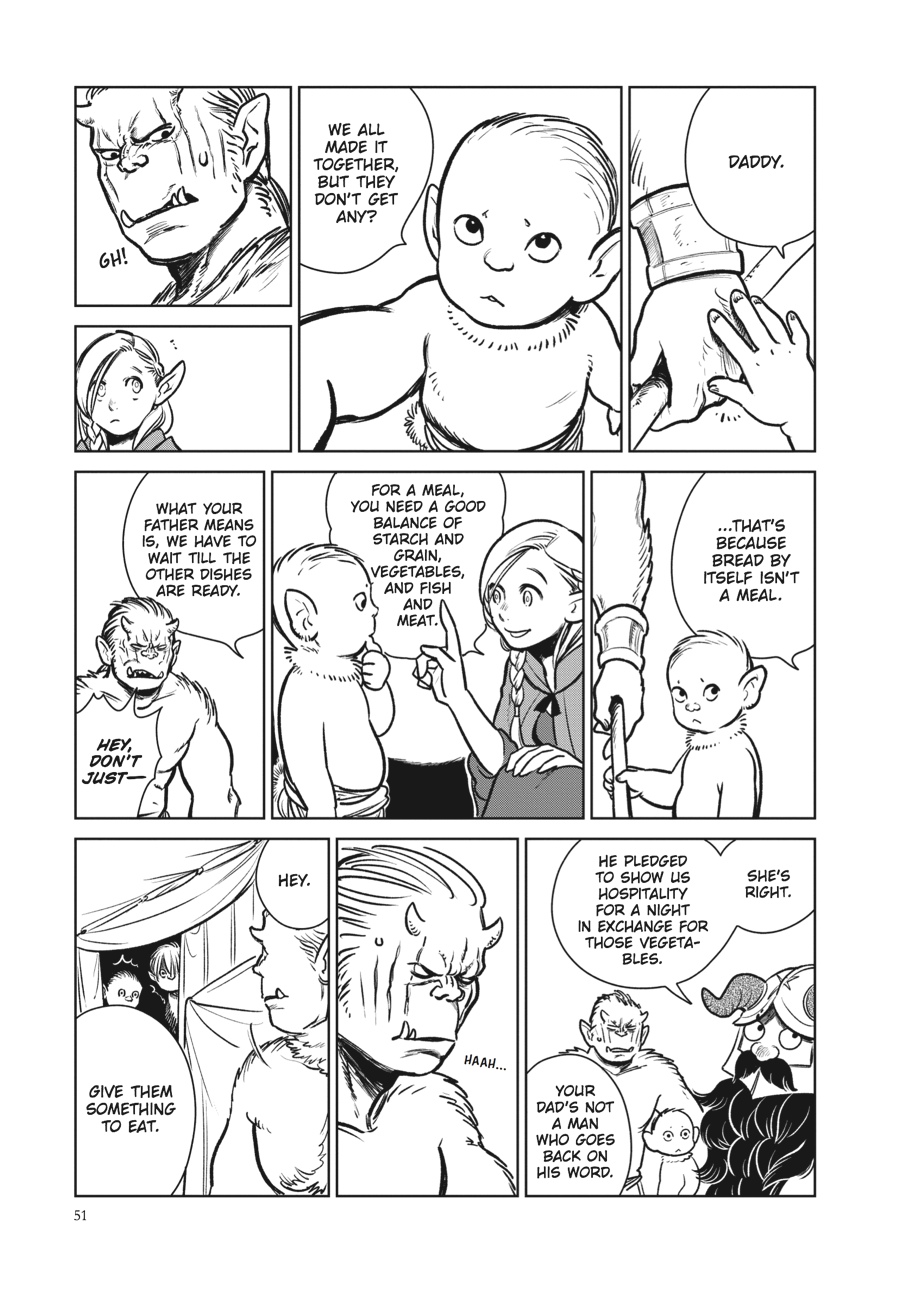 DADDY.
WE ALL
MADE IT
TOGETHER,
BUT THEY
DON'T GET
ANY?
GH!
...THAT'S
BECAUSE
BREAD BY
ITSELF ISN'T
A MEAL.
FOR A MEAL,
YOU NEED A GOOD
BALANCE OF
STARCH AND
GRAIN,
VEGETABLES,
AND FISH
AND
MEAT.
WHAT YOUR
FATHER MEANS
IS, WE HAVE TO
WAIT TILL THE
OTHER DISHES
ARE READY.
HEY,
DON'T
JUST—
SHE'S
RIGHT.
HE PLEDGED
TO SHOW US
HOSPITALITY
FOR A NIGHT
IN EXCHANGE FOR
THOSE VEGETA-
BLES.
YOUR
DAD'S NOT
A MAN
WHO GOES
BACK ON
HIS WORD.
HAAH...
HEY.
GIVE THEM
SOMETHING
TO EAT.
51